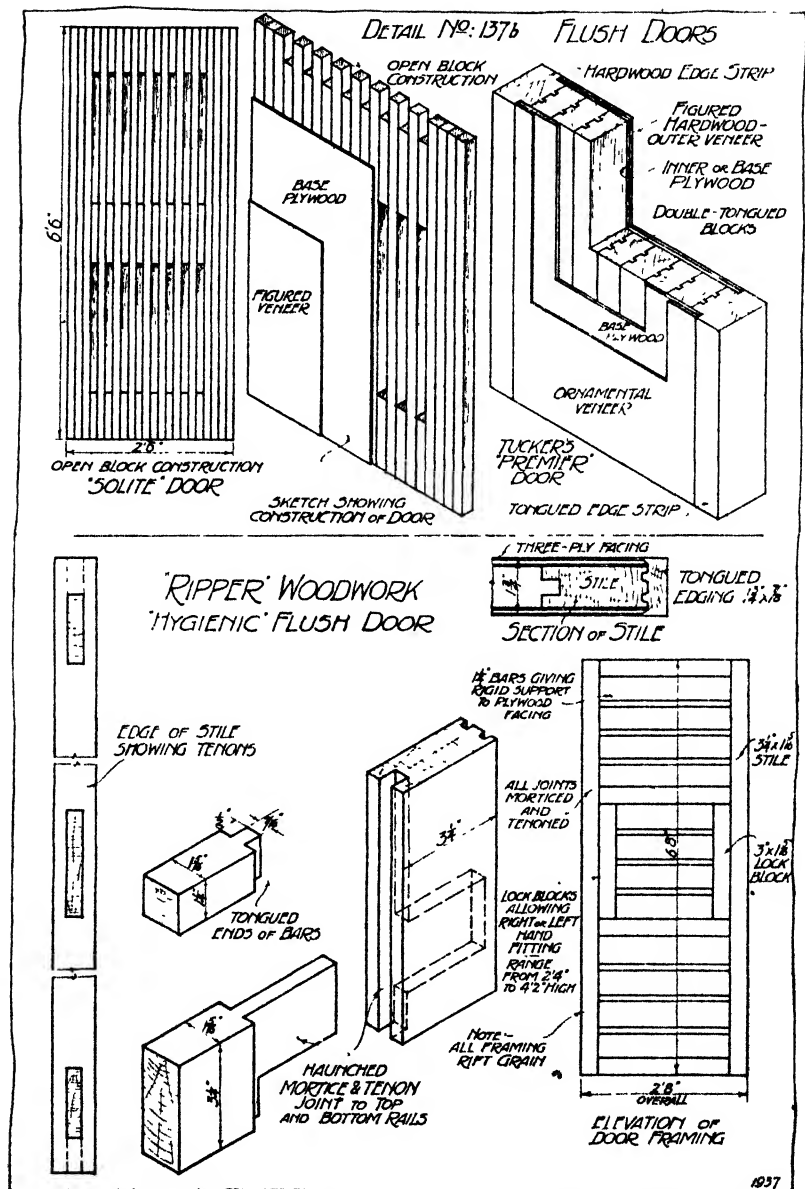 DETAIL Nº: 137b FLUSH DOORS
OPEN BLOCK
CONSTRUCTION
HARDWOOD EDGE STRIP
FIGURED
HARDWOOD-
OUTER VENEER
INNER OR BASE
PLYWOOD
DOUBLE-TONGUED
BLOCKS
BASE
PLYWOOD
FIGURED
VENEER
6'6"
2'6"
OPEN BLOCK CONSTRUCTION
"SOLITE" DOOR
SKETCH SHOWING
CONSTRUCTION OF DOOR
BASE
PLYWOOD
ORNAMENTAL
VENEER
TUCKER'S
"PREMIER"
DOOR
TONGUED EDGE STRIP
"RIPPER" WOODWORK
"HYGIENIC" FLUSH DOOR
THREE-PLY FACING
STILE
TONGUED
EDGING
SECTION OF STILE
EDGE OF STILE
SHOWING TENONS
TONGUED
ENDS OF BARS
3¼"
HAUNCHED
MORTICE & TENON
JOINT TO TOP
AND BOTTOM RAILS
BARS GIVING
RIGID SUPPORT
TO PLYWOOD
FACING
STILE
ALL JOINTS
MORTICED
AND
TENONED
6'8"
LOCK
BLOCK
LOCK BLOCKS
ALLOWING
RIGHT OR LEFT
HAND
FITTING
RANGE
FROM 2'4"
TO 4'2" HIGH
NOTE:-
ALL FRAMING
RIFT GRAIN
2'8"
OVERALL
ELEVATION OF
DOOR FRAMING
1937